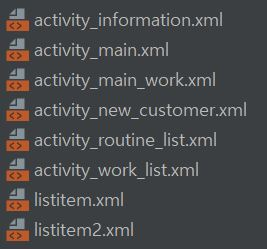 activity_information.xml
activity_main.xml
activity_main_work.xml
activity_new_customer.xml
activity_routine_list.xml
activity_work_list.xml
listitem.xml
listitem2.xml